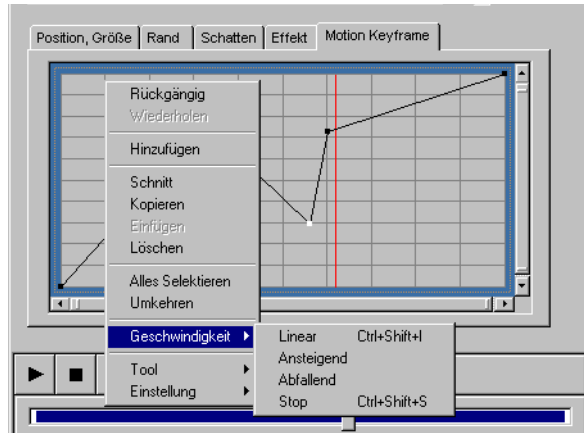 Position, Größe Rand Schatten Effekt Motion Keyframe
Rückgängig
Wiederholen
Hinzufügen
Schnitt
Kopieren
Einfügen
Löschen
Alles Selektieren
Umkehren
Geschwindigkeit
Linear Ctrl+Shift+I
Ansteigend
Abfallend
Stop Ctrl+Shift+S
Tool
Einstellung